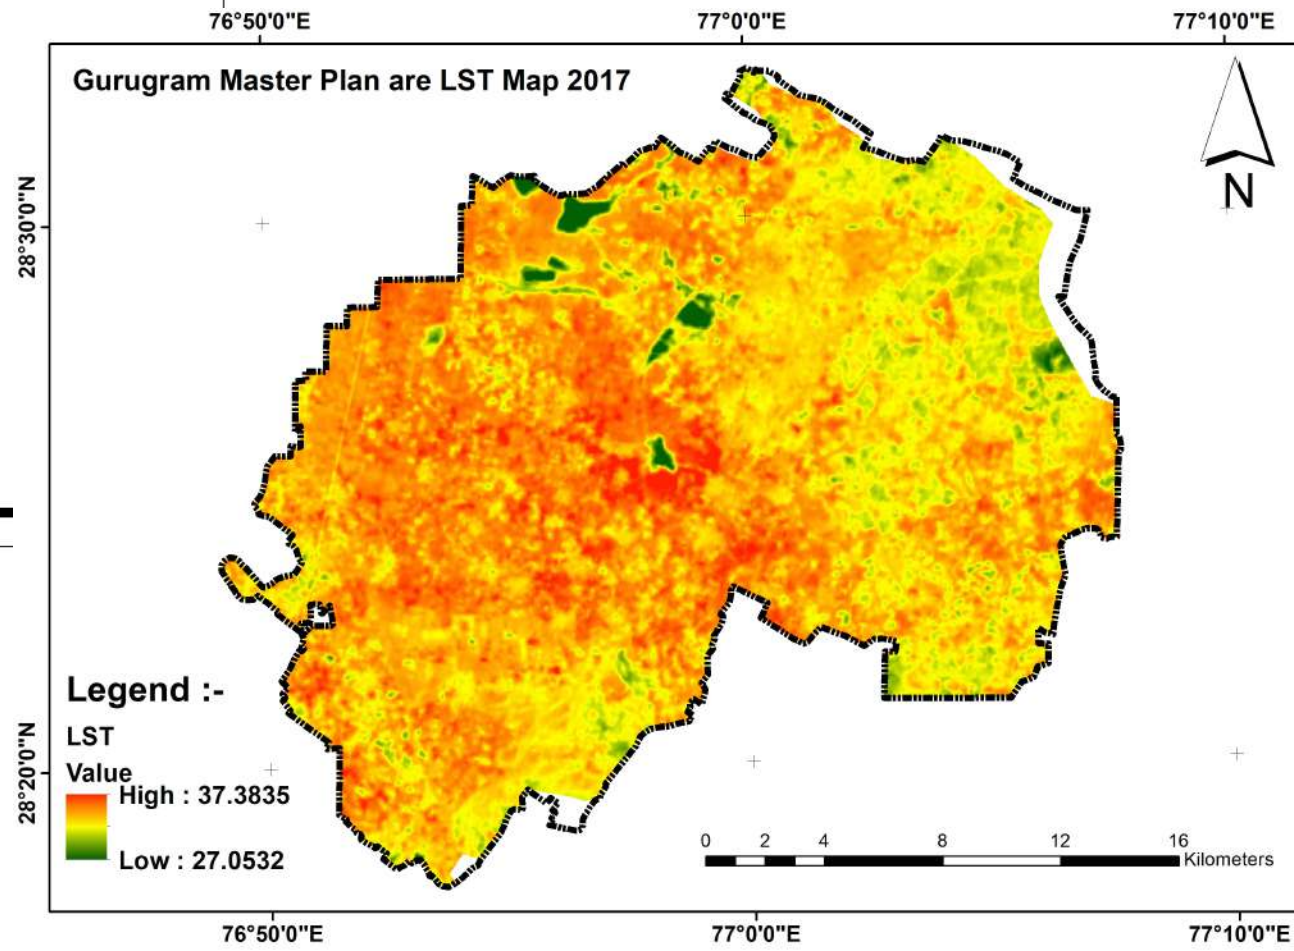 76°50'0"E 77°0'0"E 77°10'0"E
Gurugram Master Plan are LST Map 2017
N
28°30'0"N
Legend :-
LST
Value
High : 37.3835
Low : 27.0532
28°20'0"N
0 2 4 8 12 16
Kilometers
76°50'0"E 77°0'0"E 77°10'0"E